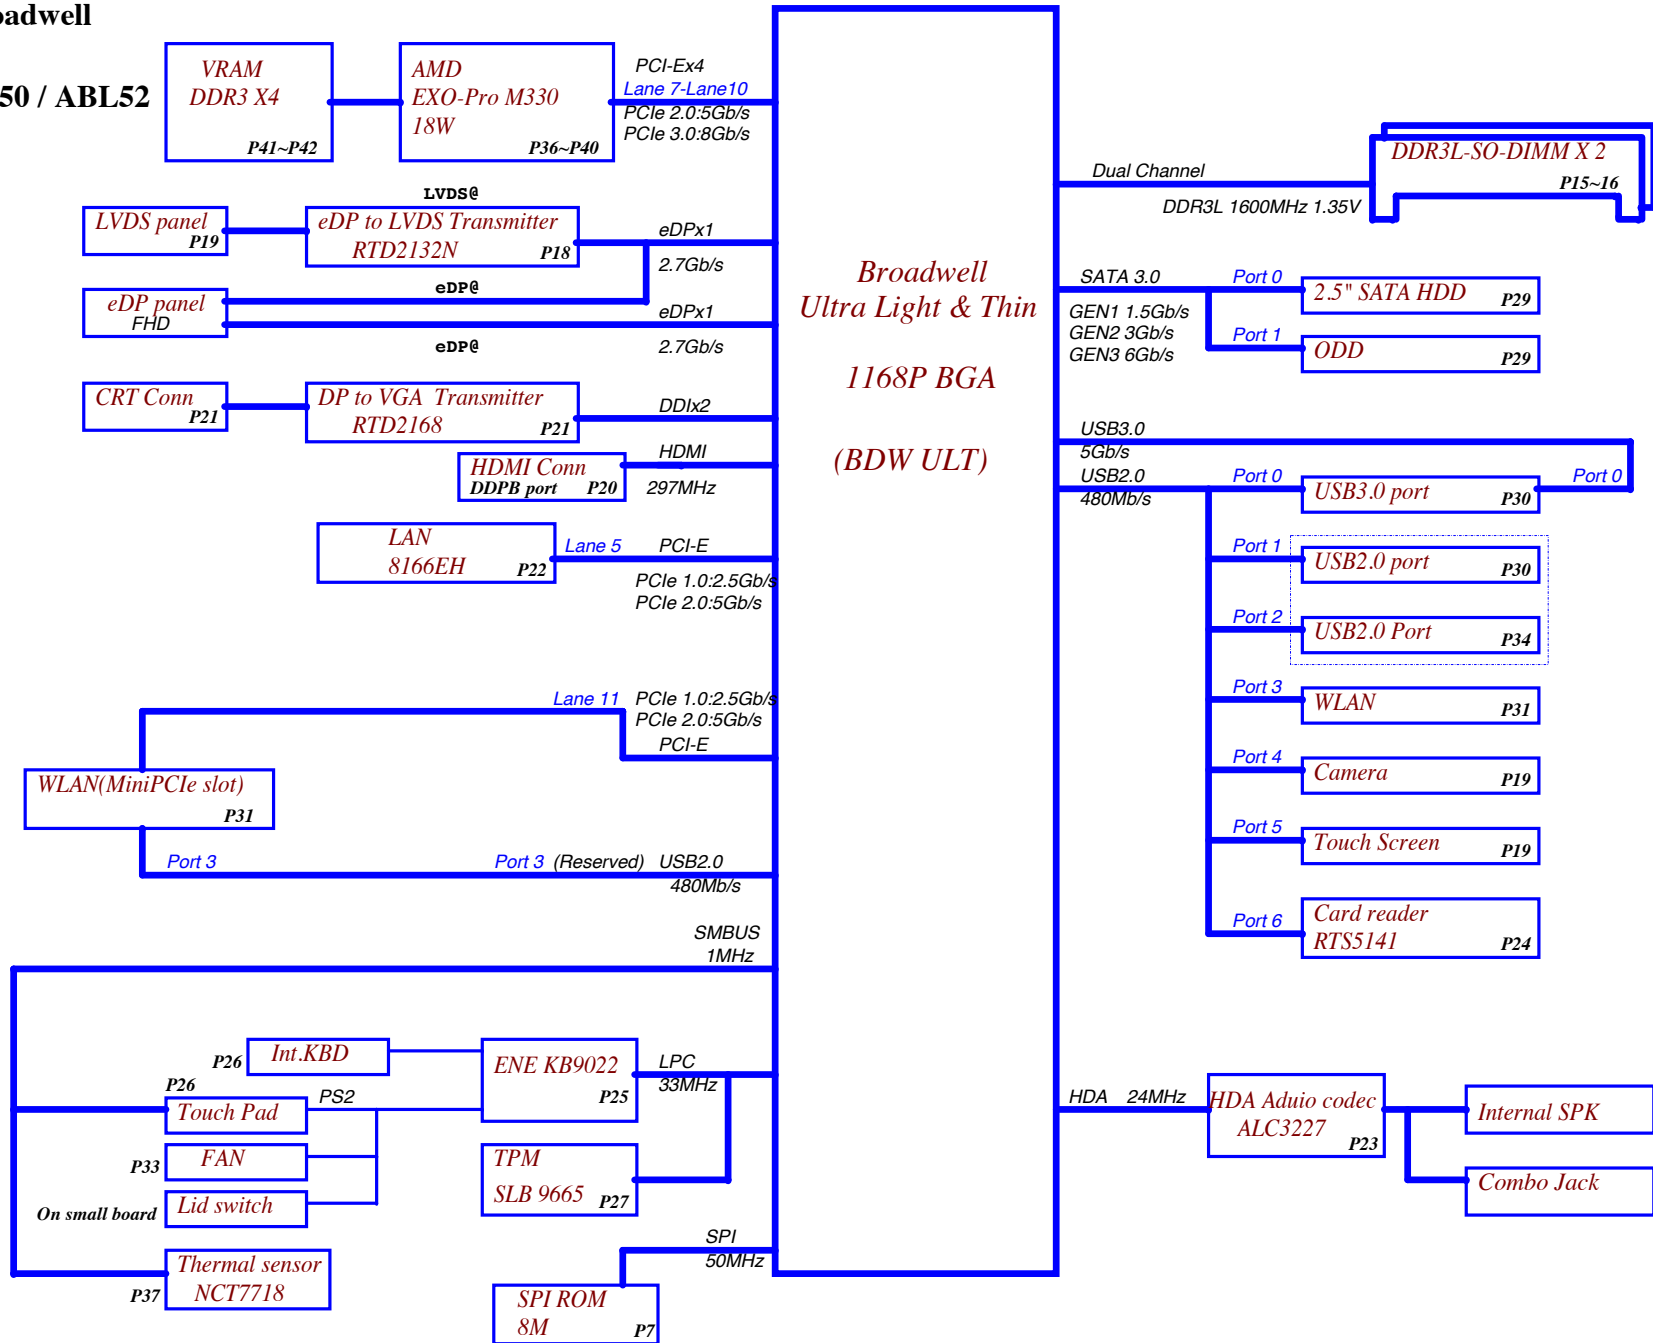 oadwell
50 / ABL52
VRAM
DDR3 X4
P41~P42
AMD
EXO-Pro M330
18W
P36~P40
PCI-Ex4
Lane 7-Lane10
PCIe 2.0:5Gb/s
PCIe 3.0:8Gb/s
LVDS@
LVDS panel
P19
eDP to LVDS Transmitter
RTD2132N
P18
eDPx1
2.7Gb/s
eDP@
eDP panel
FHD
eDPx1
2.7Gb/s
eDP@
CRT Conn
P21
DP to VGA Transmitter
RTD2168
P21
DDIx2
HDMI Conn
DDPB port P20
HDMI
297MHz
LAN
8166EH
P22
Lane 5
PCI-E
PCIe 1.0:2.5Gb/s
PCIe 2.0:5Gb/s
Lane 11
PCIe 1.0:2.5Gb/s
PCIe 2.0:5Gb/s
PCI-E
WLAN(MiniPCIe slot)
P31
Port 3
Port 3 (Reserved) USB2.0
480Mb/s
SMBUS
1MHz
P26
Int.KBD
ENE KB9022
P25
LPC
33MHz
P26
Touch Pad
PS2
P33
FAN
TPM
SLB 9665
P27
On small board
Lid switch
Thermal sensor
NCT7718
P37
SPI
50MHz
SPI ROM
8M
P7
Broadwell
Ultra Light & Thin
1168P BGA
(BDW ULT)
Dual Channel
DDR3L 1600MHz 1.35V
DDR3L-SO-DIMM X 2
P15~16
SATA 3.0
GEN1 1.5Gb/s
GEN2 3Gb/s
GEN3 6Gb/s
Port 0
2.5" SATA HDD
P29
Port 1
ODD
P29
USB3.0
5Gb/s
USB2.0
480Mb/s
Port 0
USB3.0 port
P30
Port 0
Port 1
USB2.0 port
P30
Port 2
USB2.0 Port
P34
Port 3
WLAN
P31
Port 4
Camera
P19
Port 5
Touch Screen
P19
Port 6
Card reader
RTS5141
P24
HDA 24MHz
HDA Aduio codec
ALC3227
P23
Internal SPK
Combo Jack